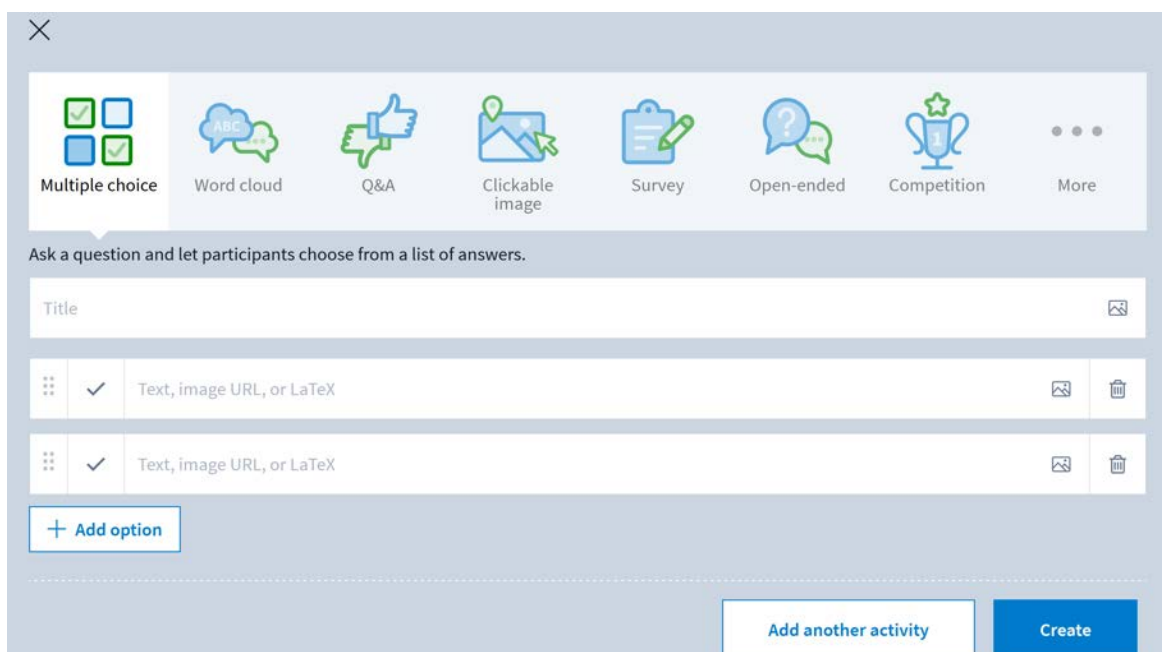 ABC
1
Multiple choice
Word cloud
Q&A
Clickable
image
Survey
Open-ended
Competition
More
Ask a question and let participants choose from a list of answers.
Title
Text, image URL, or LaTeX
Text, image URL, or LaTeX
+ Add option
Add another activity
Create